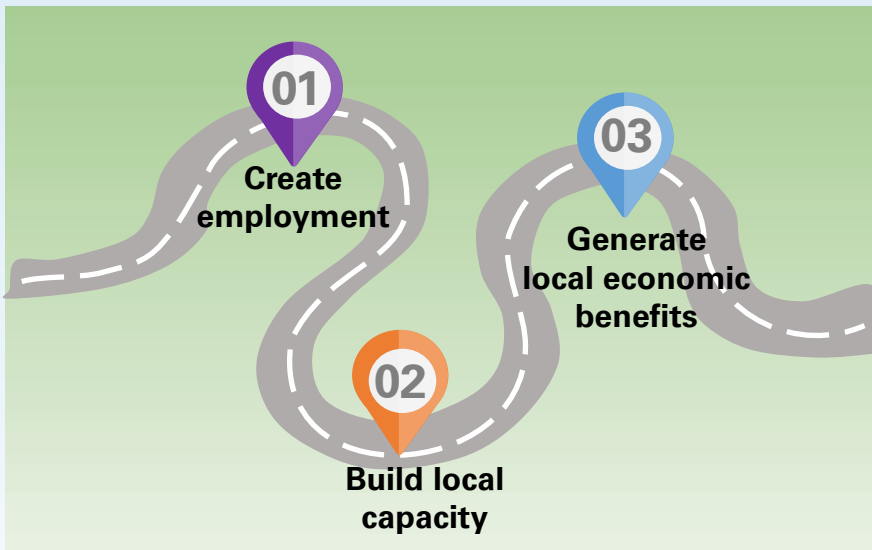 01
Create
employment
02
Build local
capacity
03
Generate
local economic
benefits